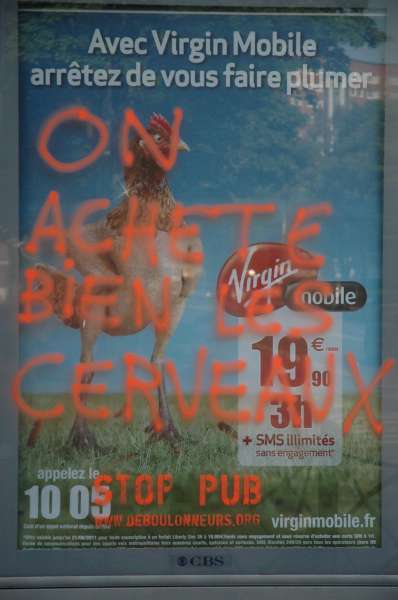 Avec Virgin Mobile
arrêtez de vous faire plumer
ON
ACHETE
BIEN LES
CERVEAUX
Virgin
mobile
19€90
3h
+ SMS illimités
sans engagement*
appelez le
10 05
STOP PUB
WWW.DEBOULONNEURS.ORG
virginmobile.fr
CBS